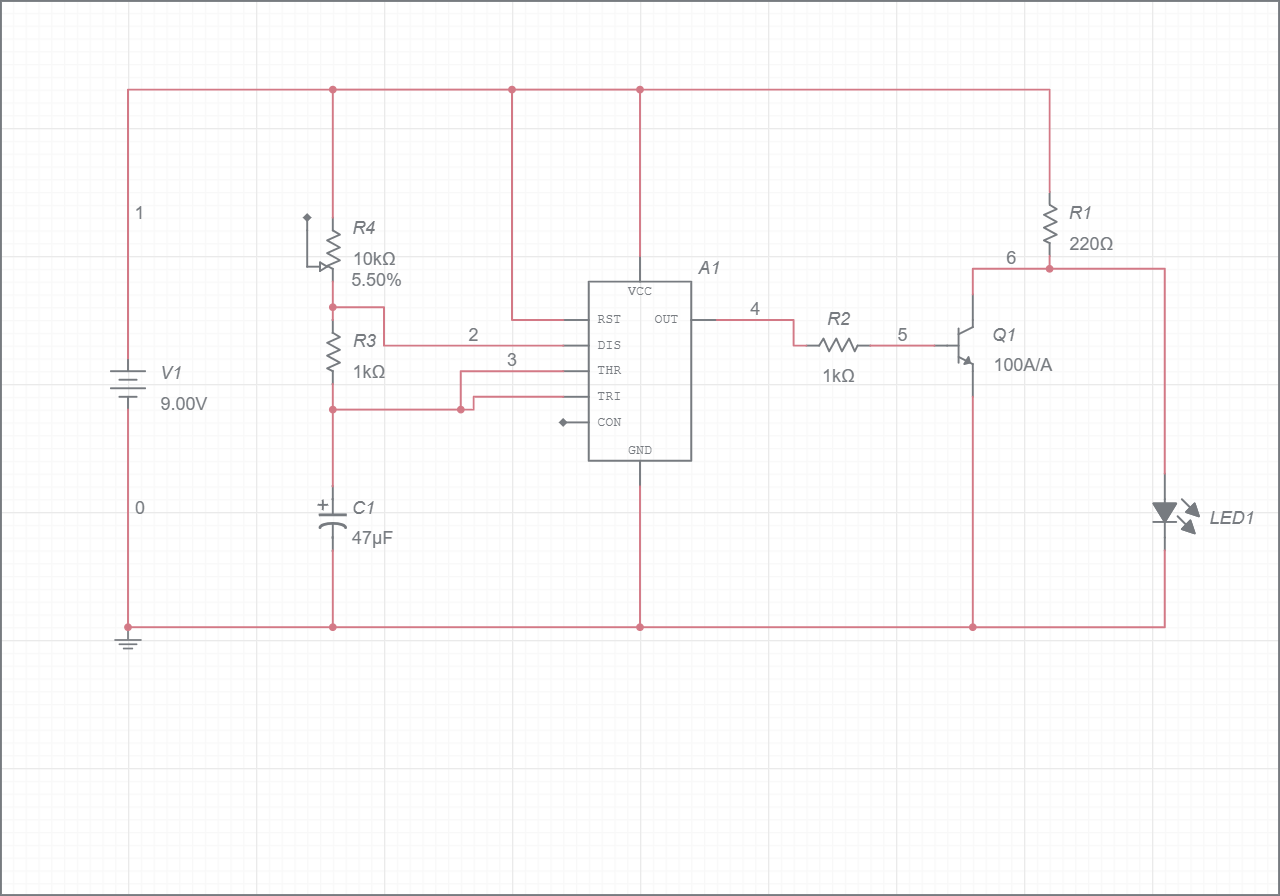 1
R4
10kΩ
5.50%
R1
220Ω
6
A1
VCC
RST
OUT
DIS
THR
TRI
CON
GND
2
3
4
R2
1kΩ
5
Q1
100A/A
R3
1kΩ
V1
9.00V
0
+
C1
47μF
LED1